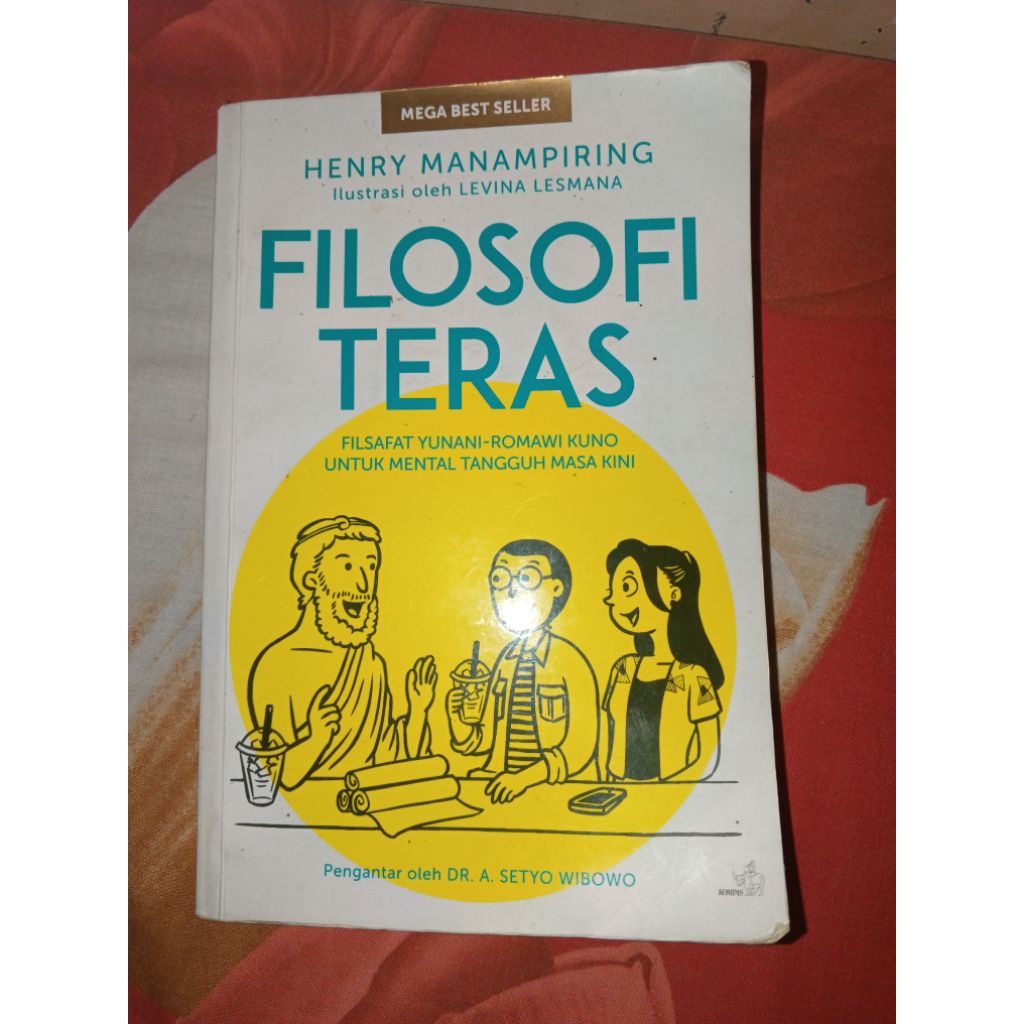 MEGA BEST SELLER
HENRY MANAMPIRING
Ilustrasi oleh LEVINA LESMANA
FILOSOFI
TERAS
FILSAFAT YUNANI-ROMAWI KUNO
UNTUK MENTAL TANGGUH MASA KINI
Pengantar oleh DR. A. SETYO WIBOWO
KOMPAS